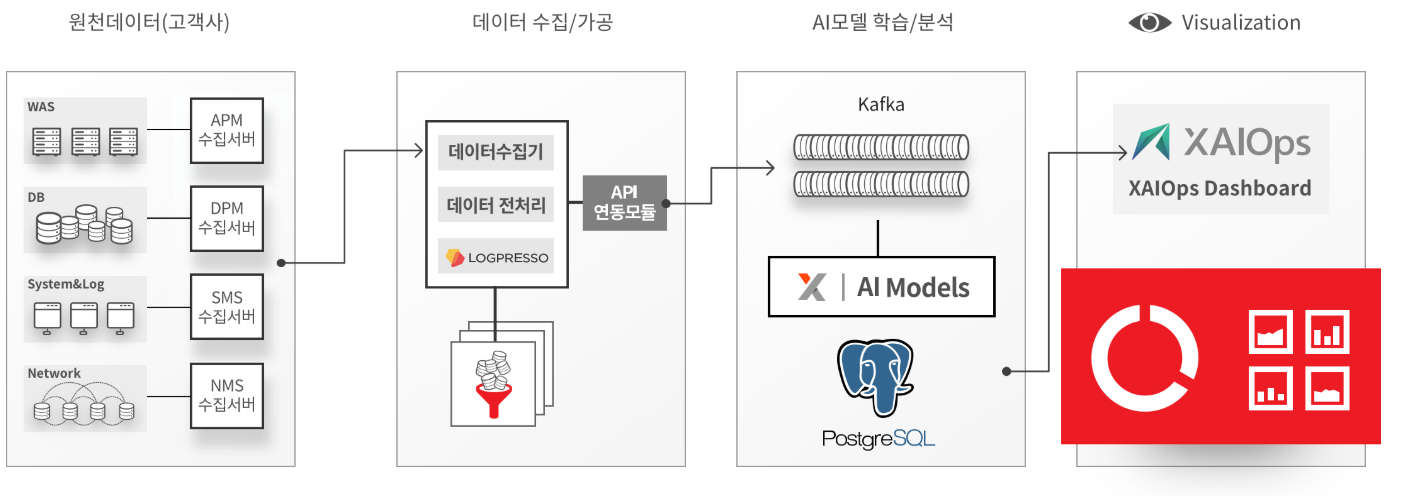 원천데이터(고객사)
데이터 수집/가공
AI모델 학습/분석
Visualization
WAS
APM
수집서버
DB
DPM
수집서버
System&Log
SMS
수집서버
Network
NMS
수집서버
데이터수집기
데이터 전처리
LOGPRESSO
API
연동모듈
Kafka
X | AI Models
PostgreSQL
XAIOps
XAIOps Dashboard